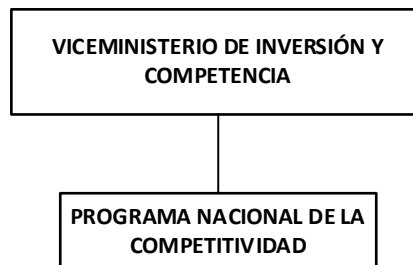 VICEMINISTERIO DE INVERSIÓN Y
COMPETENCIA
PROGRAMA NACIONAL DE LA
COMPETITIVIDAD